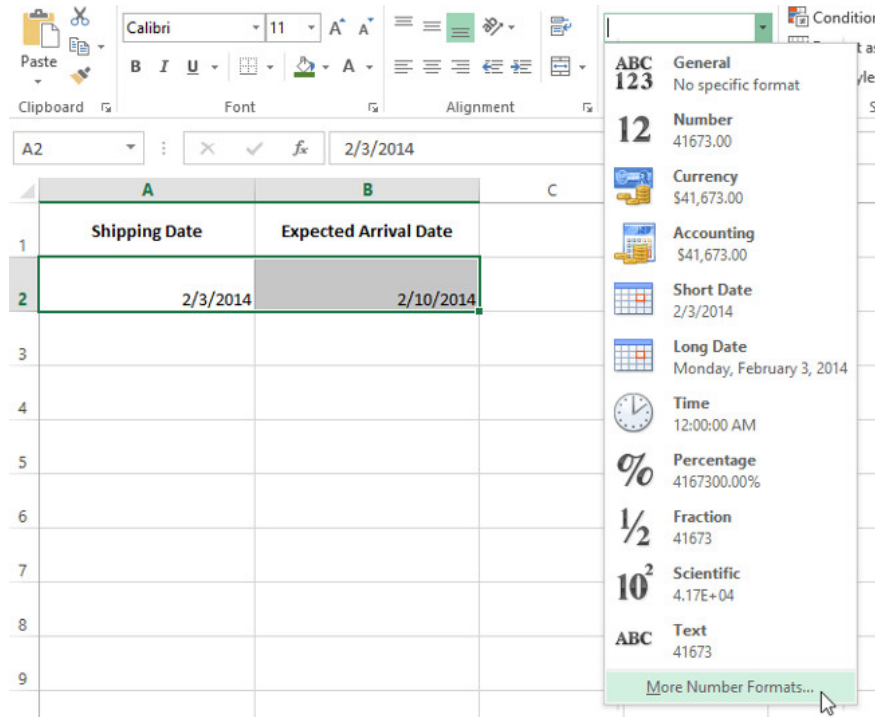 Calibri 11 A A
Condition
Paste
B I U A
t as
yle
Clipboard Font Alignment S
A2 fx 2/3/2014
A B C
1 Shipping Date Expected Arrival Date
2 2/3/2014 2/10/2014
3
4
5
6
7
8
9
ABC 123 General
No specific format
12 Number
41673.00
Currency
$41,673.00
Accounting
$41,673.00
Short Date
2/3/2014
Long Date
Monday, February 3, 2014
Time
12:00:00 AM
% Percentage
4167300.00%
1/2 Fraction
41673
10² Scientific
4.17E+04
ABC Text
41673
More Number Formats...